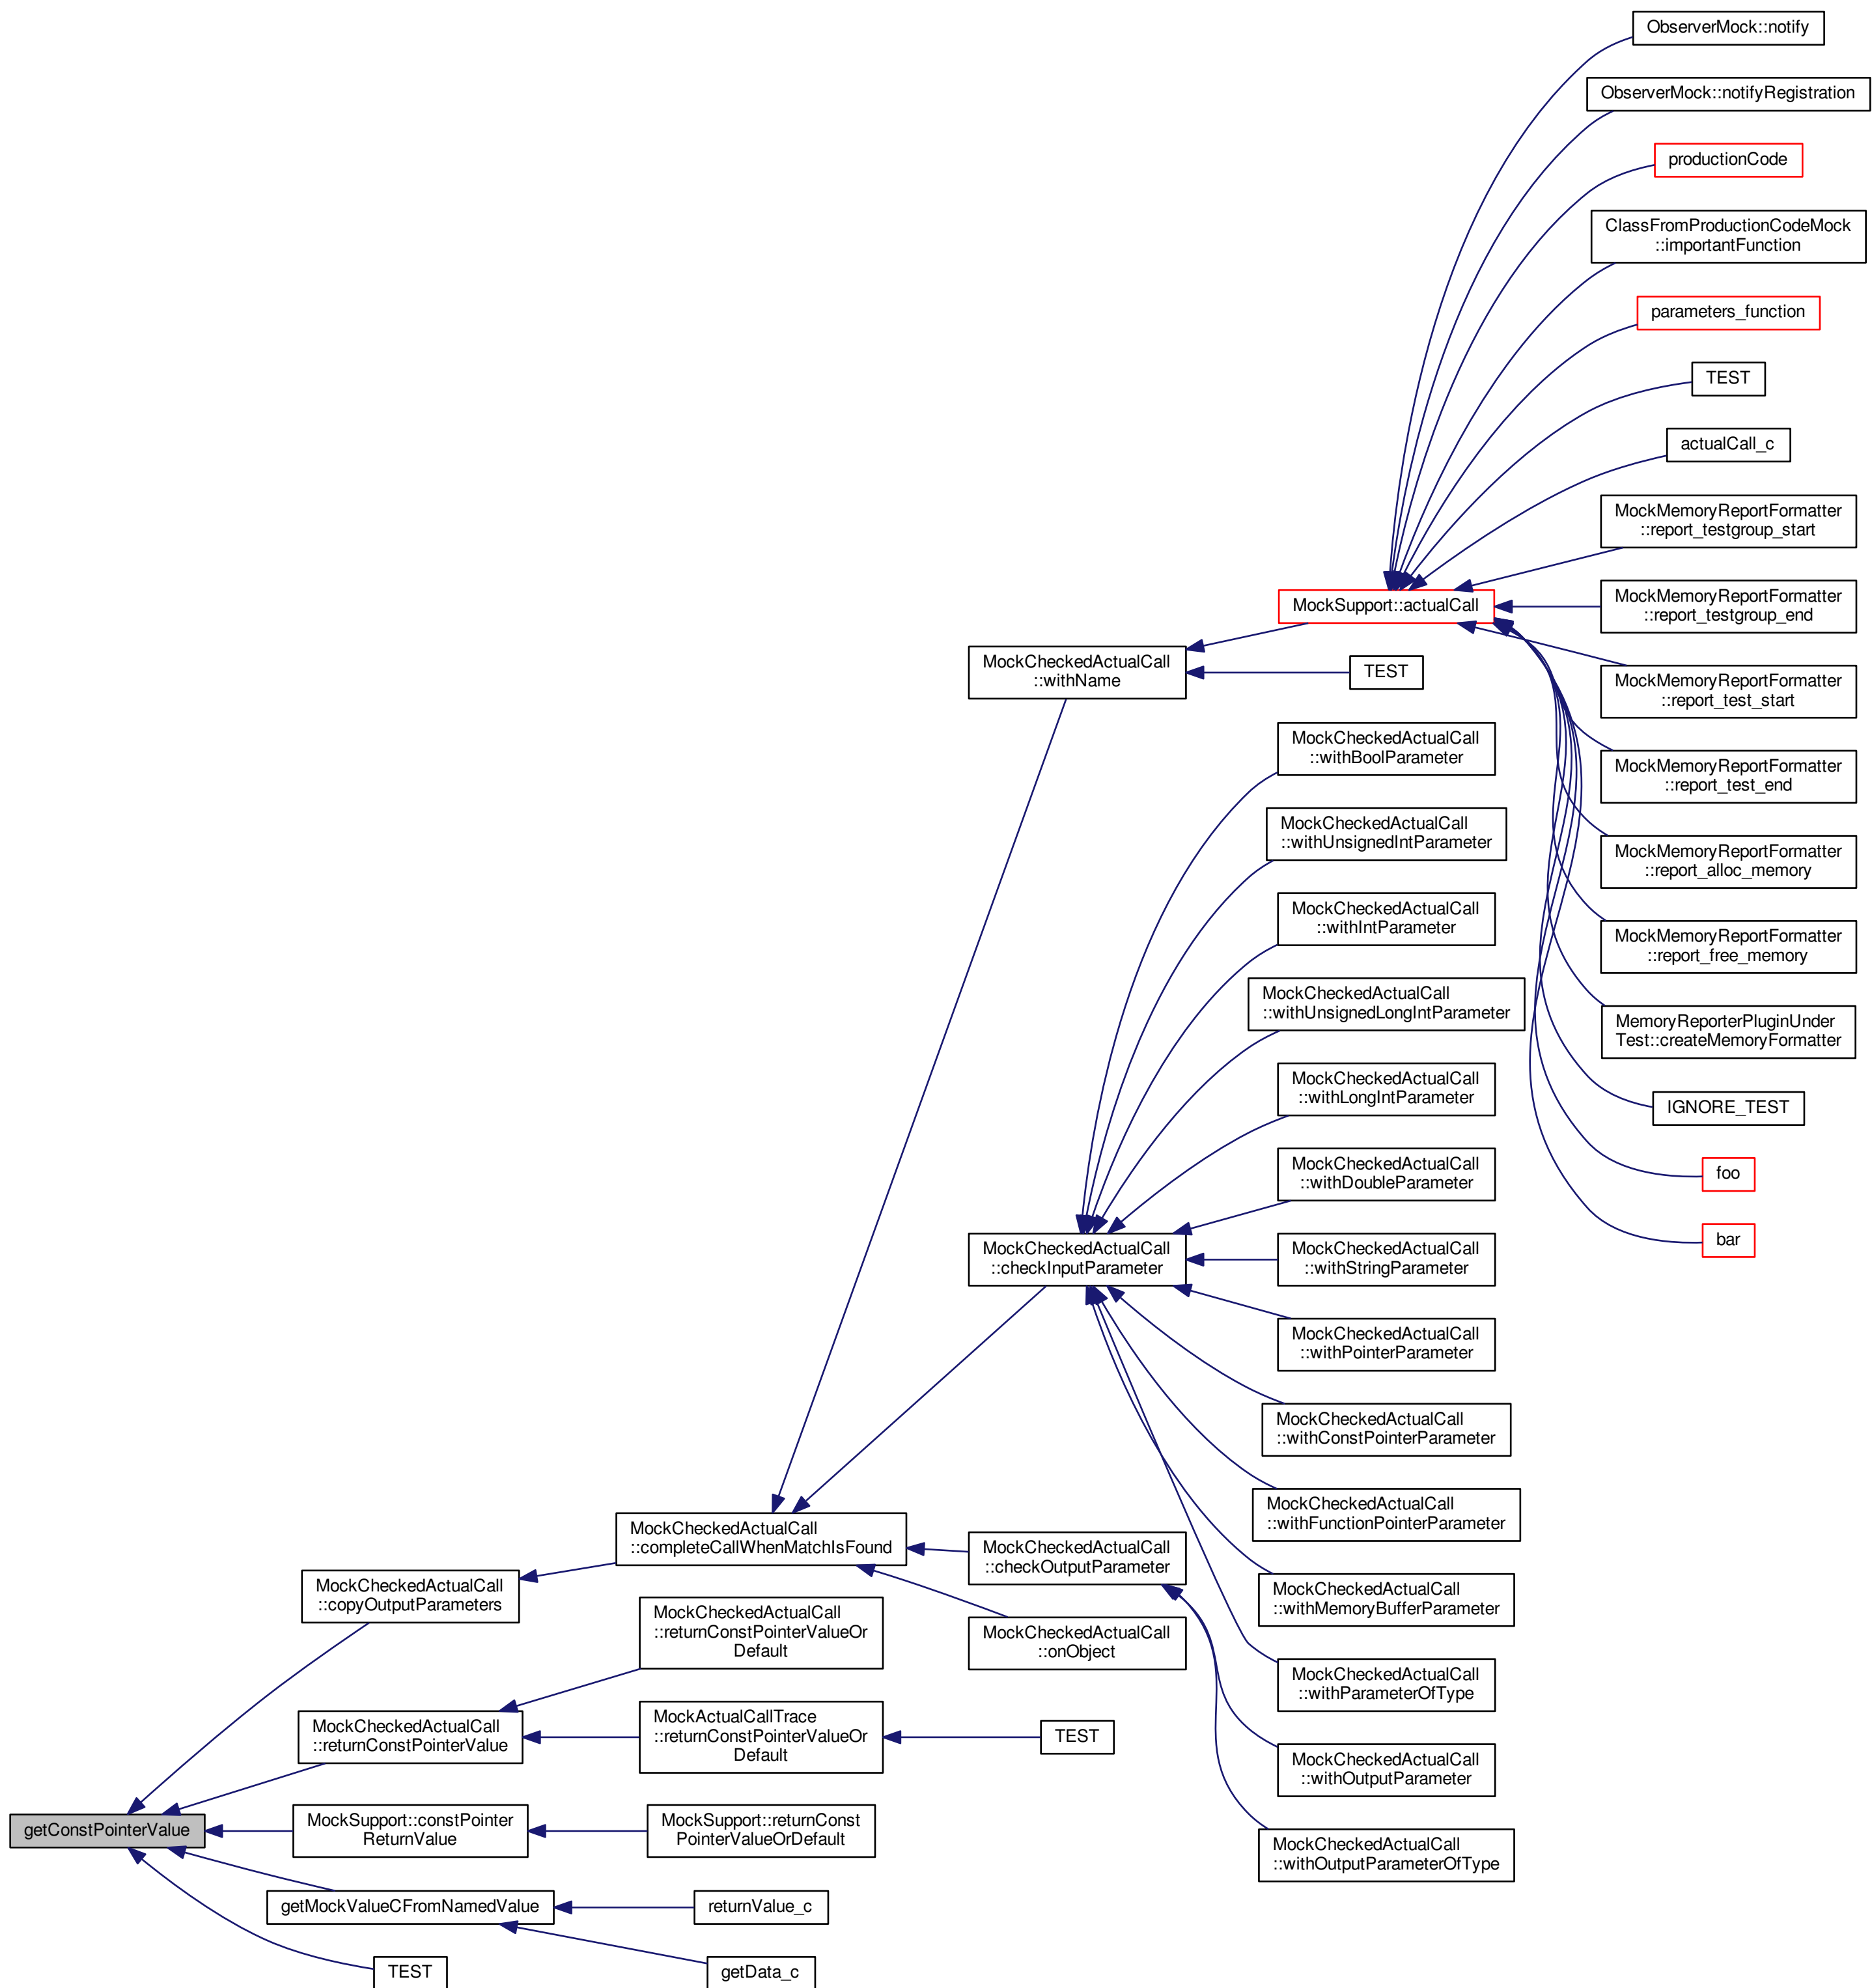 ObserverMock::notify
ObserverMock::notifyRegistration
productionCode
ClassFromProductionCodeMock
::importantFunction
parameters_function
TEST
actualCall_c
MockMemoryReportFormatter
::report_testgroup_start
MockSupport::actualCall
MockMemoryReportFormatter
::report_testgroup_end
MockCheckedActualCall
::withName
TEST
MockMemoryReportFormatter
::report_test_start
MockCheckedActualCall
::withBoolParameter
MockMemoryReportFormatter
::report_test_end
MockCheckedActualCall
::withUnsignedIntParameter
MockMemoryReportFormatter
::report_alloc_memory
MockCheckedActualCall
::withIntParameter
MockMemoryReportFormatter
::report_free_memory
MockCheckedActualCall
::withUnsignedLongIntParameter
MemoryReporterPluginUnder
Test::createMemoryFormatter
MockCheckedActualCall
::withLongIntParameter
IGNORE_TEST
MockCheckedActualCall
::withDoubleParameter
foo
MockCheckedActualCall
::checkInputParameter
MockCheckedActualCall
::withStringParameter
bar
MockCheckedActualCall
::withPointerParameter
MockCheckedActualCall
::withConstPointerParameter
MockCheckedActualCall
::withFunctionPointerParameter
MockCheckedActualCall
::completeCallWhenMatchIsFound
MockCheckedActualCall
::checkOutputParameter
MockCheckedActualCall
::withMemoryBufferParameter
MockCheckedActualCall
::copyOutputParameters
MockCheckedActualCall
::returnConstPointerValueOr
Default
MockCheckedActualCall
::onObject
MockCheckedActualCall
::withParameterOfType
MockCheckedActualCall
::returnConstPointerValue
MockActualCallTrace
::returnConstPointerValueOr
Default
TEST
MockCheckedActualCall
::withOutputParameter
getConstPointerValue
MockSupport::constPointer
ReturnValue
MockSupport::returnConst
PointerValueOrDefault
MockCheckedActualCall
::withOutputParameterOfType
getMockValueCFromNamedValue
returnValue_c
TEST
getData_c